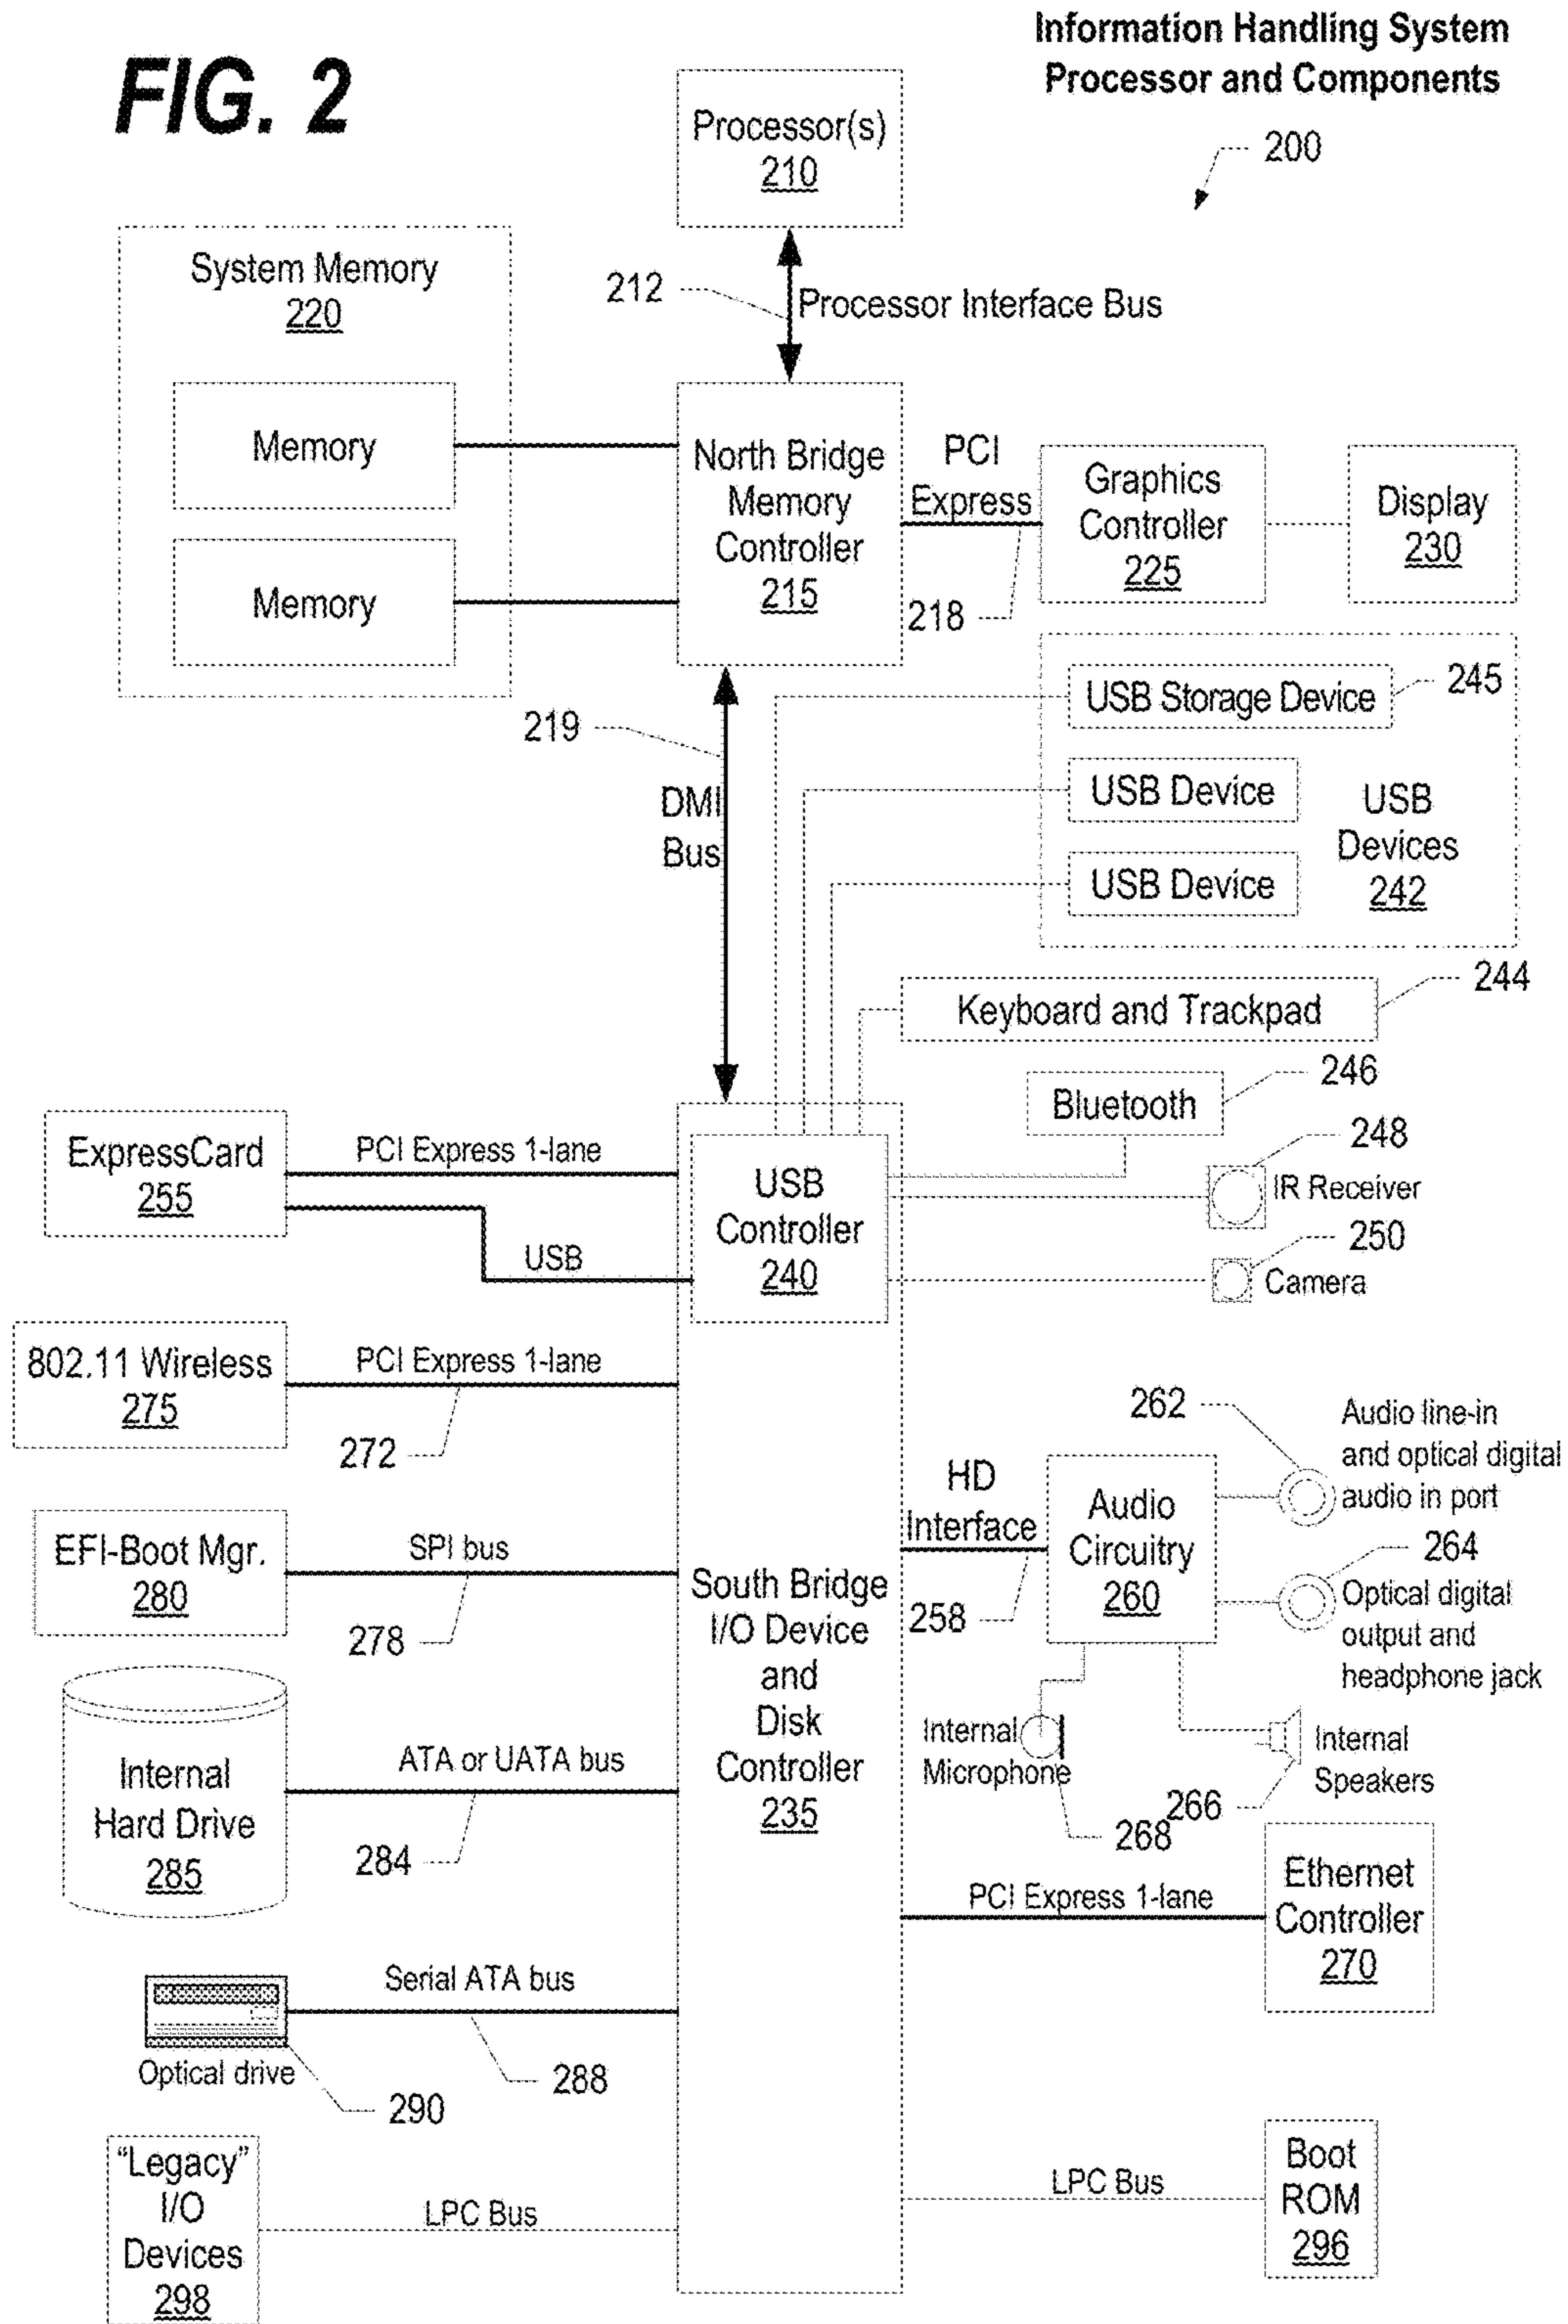 FIG. 2
Information Handling System
Processor and Components
200
Processor(s)
210
System Memory
220
212
Processor Interface Bus
Memory
Memory
North Bridge
Memory
Controller
215
PCI
Express
218
Graphics
Controller
225
Display
230
219
DMI
Bus
USB Storage Device
245
USB Device
USB Device
USB
Devices
242
Keyboard and Trackpad
244
Bluetooth
246
248
IR Receiver
250
Camera
ExpressCard
255
PCI Express 1-lane
USB
USB
Controller
240
802.11 Wireless
275
PCI Express 1-lane
272
262
Audio line-in
and optical digital
audio in port
HD
Interface
258
Audio
Circuitry
260
264
Optical digital
output and
headphone jack
EFI-Boot Mgr.
280
SPI bus
278
South Bridge
I/O Device
and
Disk
Controller
235
Internal
Microphone
268
Internal
Speakers
266
Internal
Hard Drive
285
ATA or UATA bus
284
PCI Express 1-lane
Ethernet
Controller
270
Serial ATA bus
288
Optical drive
290
"Legacy"
I/O
Devices
298
LPC Bus
LPC Bus
Boot
ROM
296